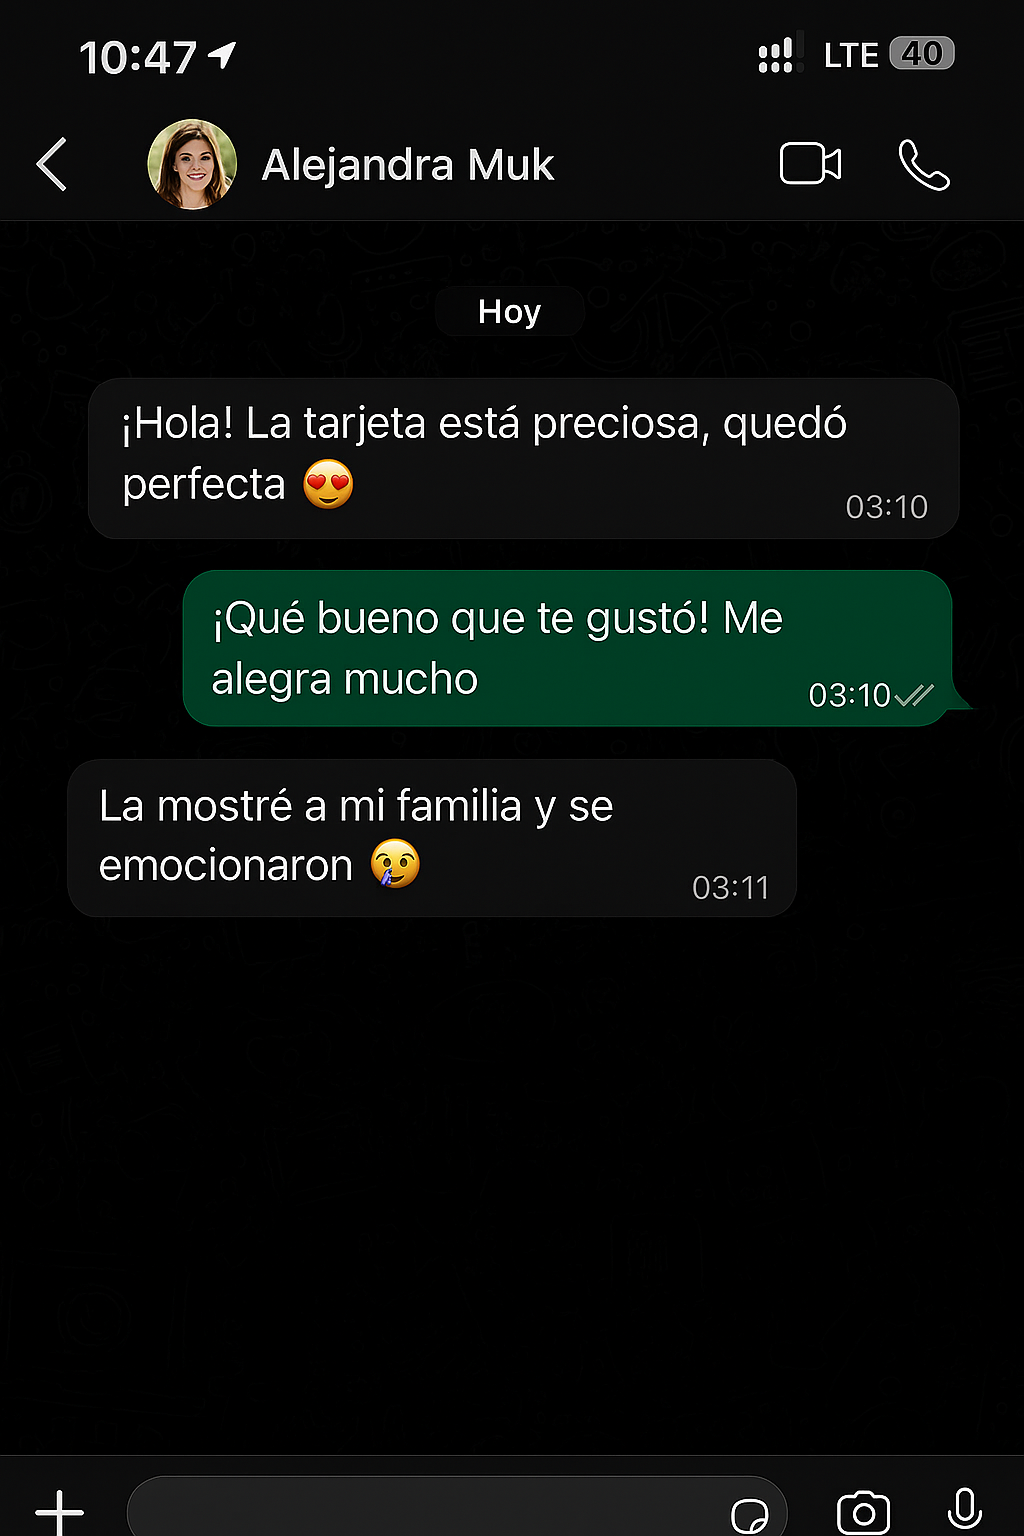 10:47 LTE 40
Alejandra Muk
Hoy
¡Hola! La tarjeta está preciosa, quedó
perfecta 😍
03:10
¡Qué bueno que te gustó! Me
alegra mucho
03:10
La mostré a mi familia y se
emocionaron 🥲
03:11